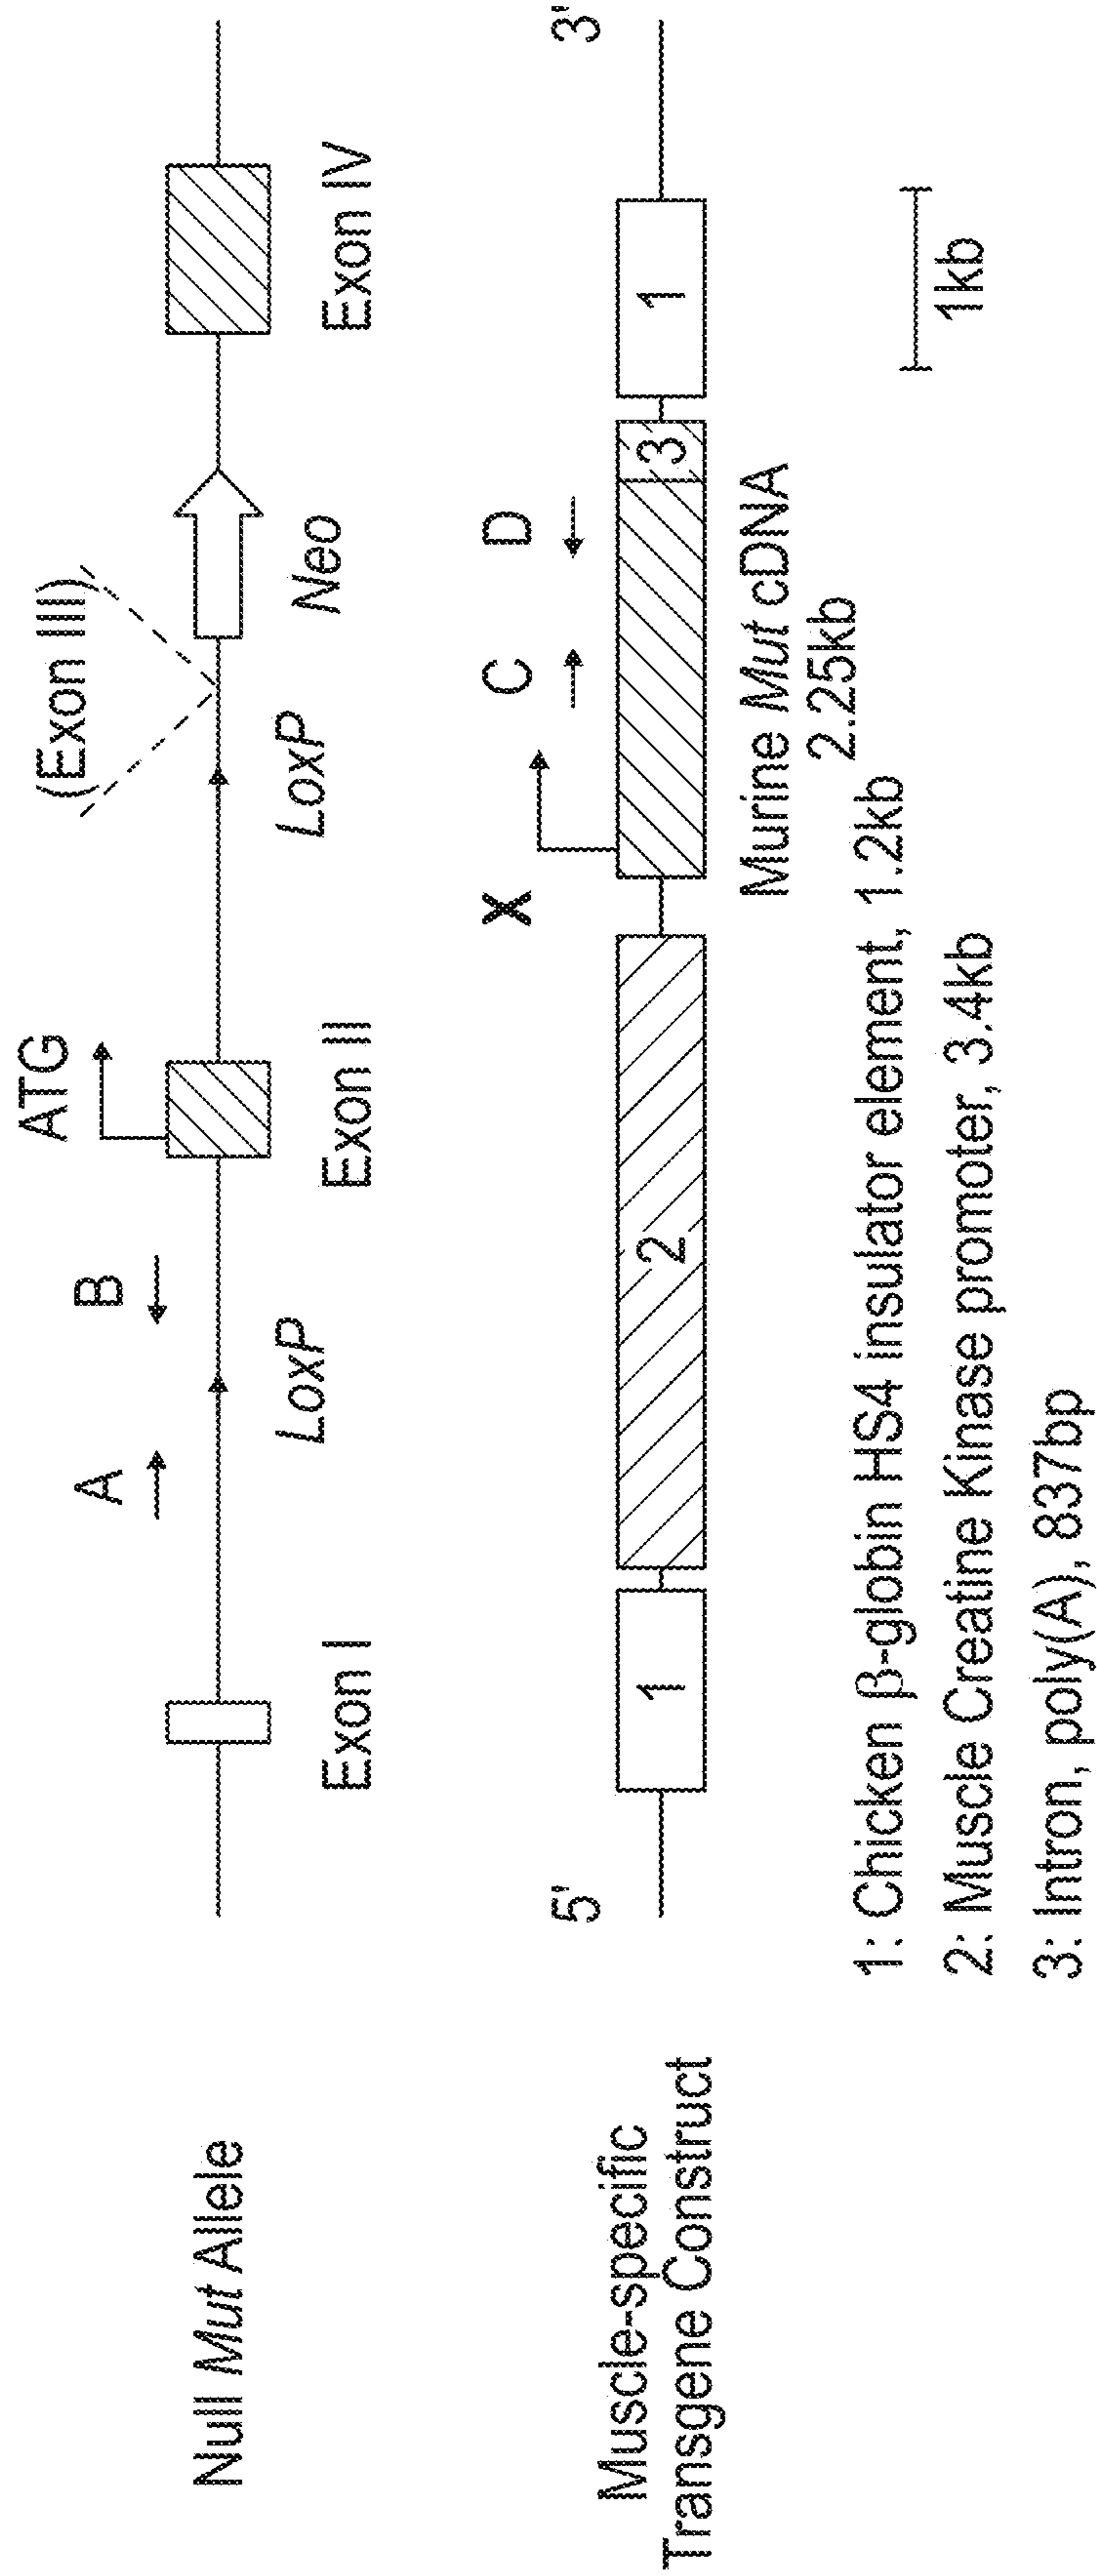 Null Mut Allele
(Exon III)
ATG
A
B
LoxP
LoxP
Neo
Exon I
Exon II
Exon IV
Muscle-specific
Transgene Construct
5'
3'
X
C
D
1
2
3
1
Murine Mut cDNA
2.25kb
1kb
1: Chicken β-globin HS4 insulator element, 1.2kb
2: Muscle Creatine Kinase promoter, 3.4kb
3: Intron, poly(A), 837bp